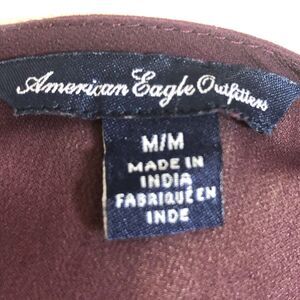 American Eagle Outfitters
M/M
MADE IN
INDIA
FABRIQUÉ EN
INDE